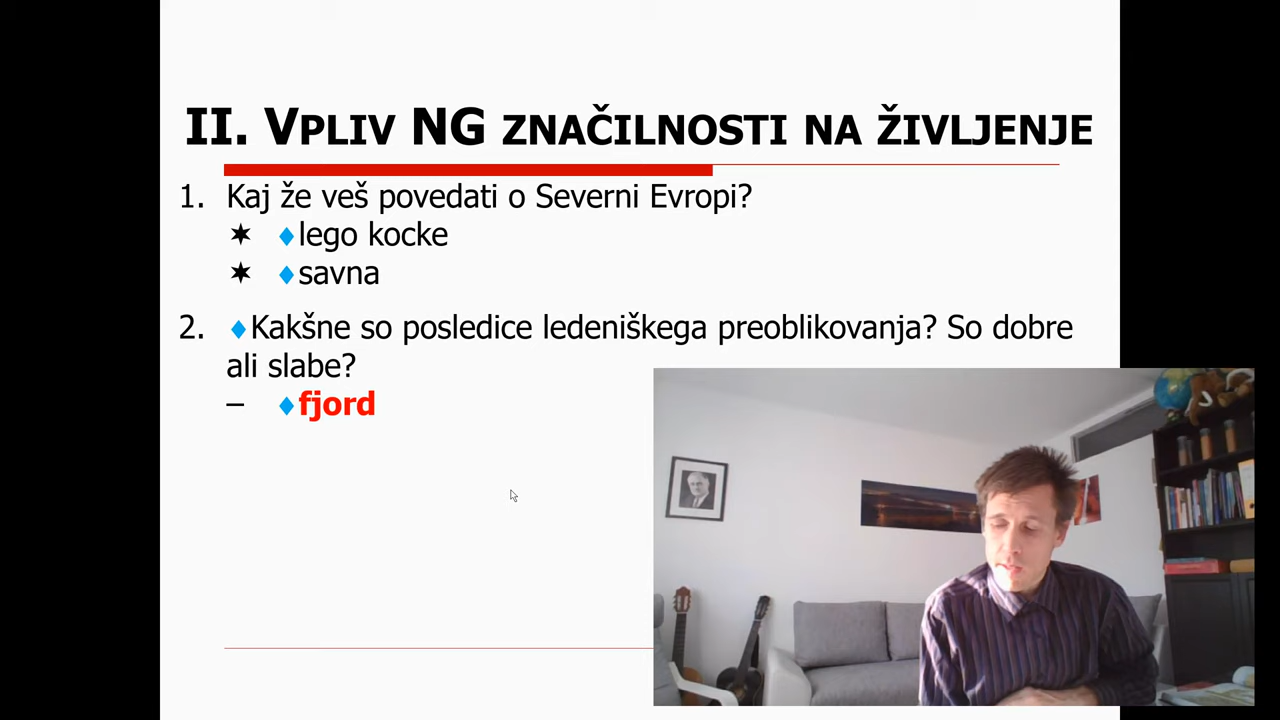 II. VPLIV NG ZNAČILNOSTI NA ŽIVLJENJE
1. Kaj že veš povedati o Severni Evropi?
✶ ♦lego kocke
✶ ♦savna
2. ♦Kakšne so posledice ledeniškega preoblikovanja? So dobre
ali slabe?
– ♦fjord